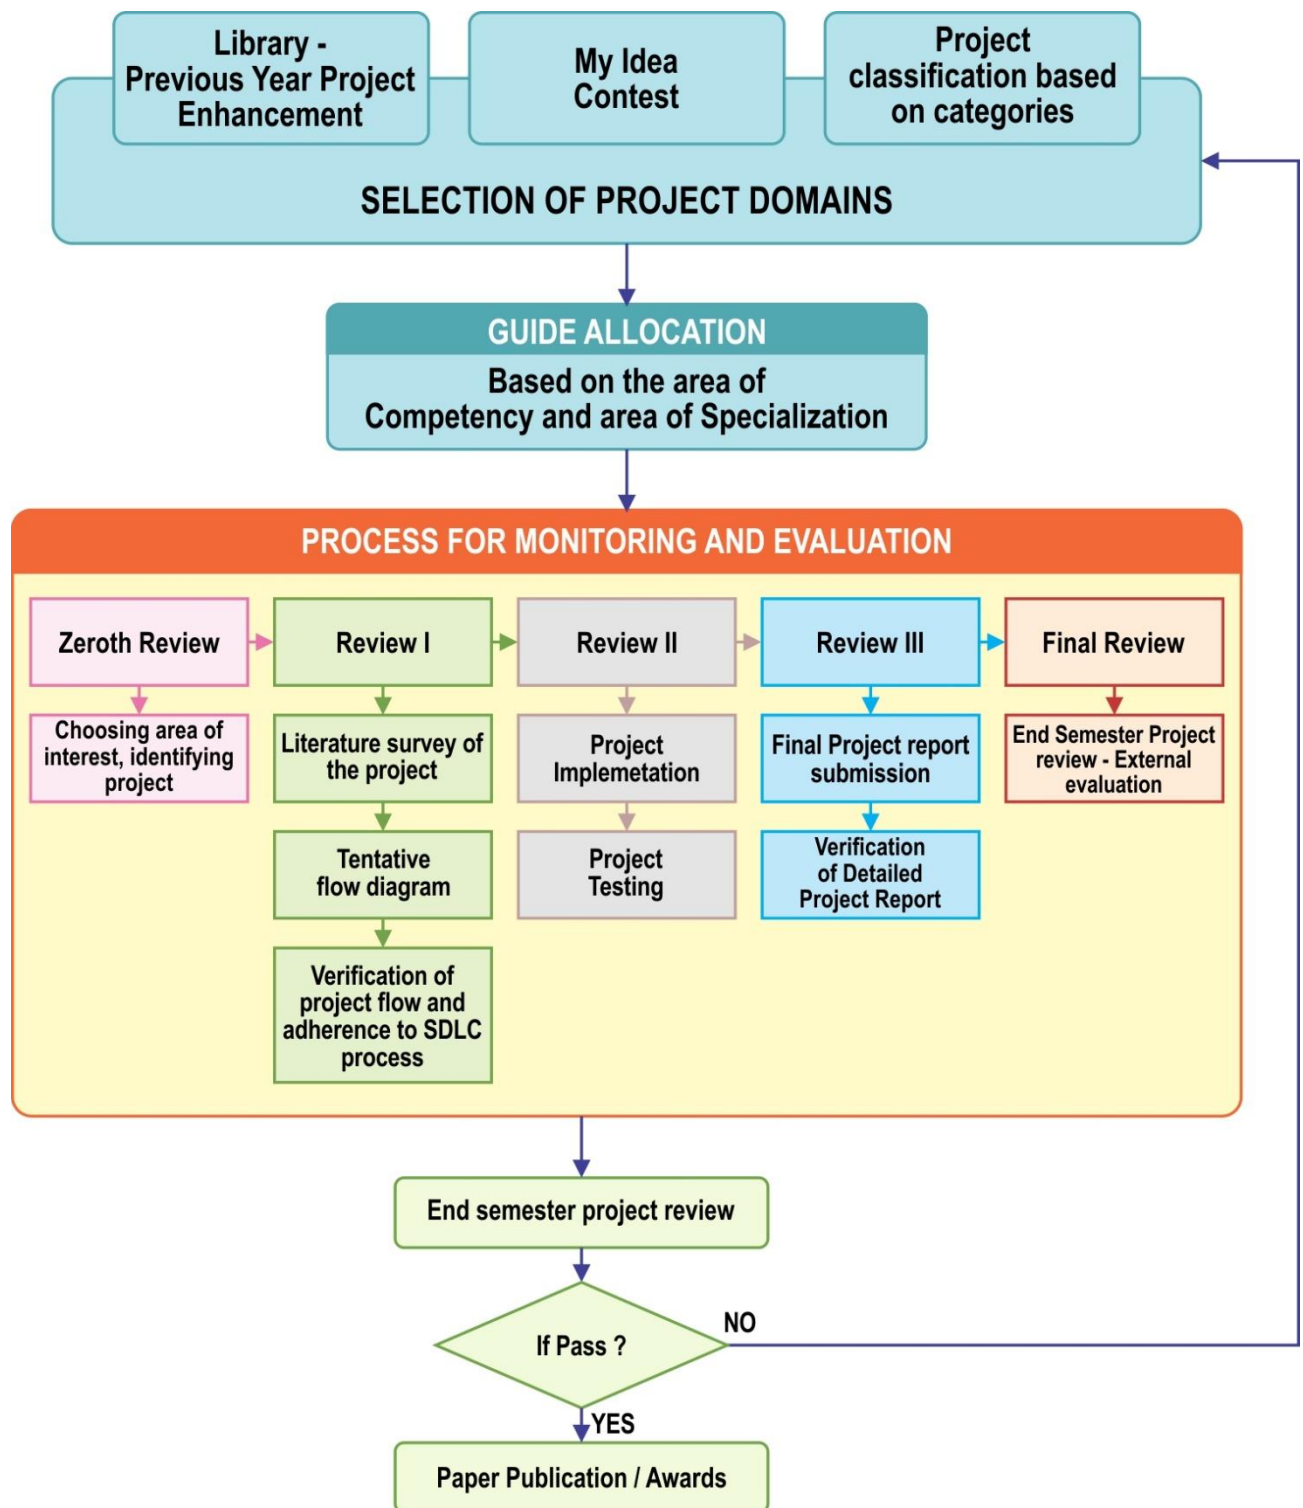 Library -
Previous Year Project
Enhancement
My Idea
Contest
Project
classification based
on categories
SELECTION OF PROJECT DOMAINS
GUIDE ALLOCATION
Based on the area of
Competency and area of Specialization
PROCESS FOR MONITORING AND EVALUATION
Zeroth Review
Review I
Review II
Review III
Final Review
Choosing area of
interest, identifying
project
Literature survey of
the project
Project
Implemetation
Final Project report
submission
End Semester Project
review - External
evaluation
Tentative
flow diagram
Project
Testing
Verification
of Detailed
Project Report
Verification of
project flow and
adherence to SDLC
process
End semester project review
If Pass ?
NO
YES
Paper Publication / Awards